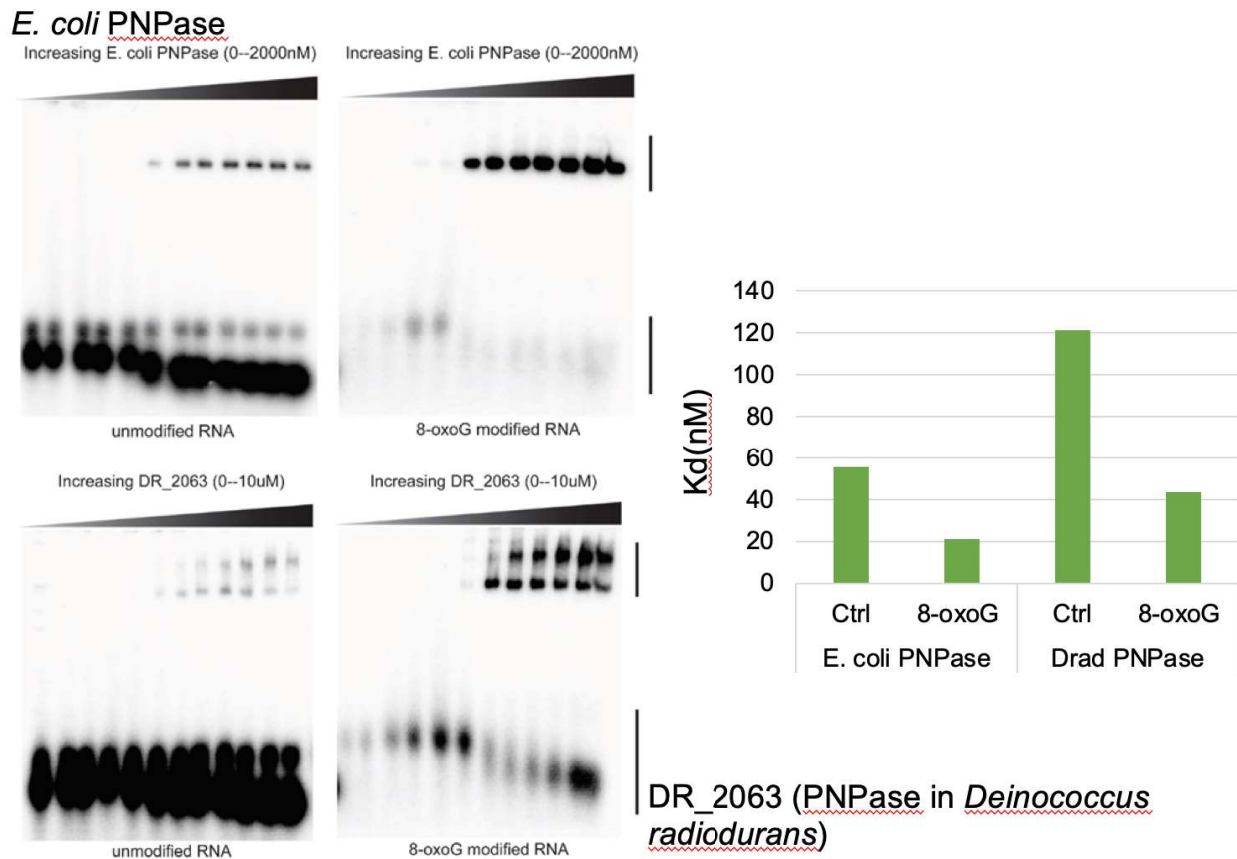 E. coli PNPase
Increasing E. coli PNPase (0--2000nM)
Increasing E. coli PNPase (0--2000nM)
unmodified RNA
8-oxoG modified RNA
Increasing DR_2063 (0--10uM)
Increasing DR_2063 (0--10uM)
unmodified RNA
8-oxoG modified RNA
Kd(nM)
140
120
100
80
60
40
20
0
Ctrl
8-oxoG
Ctrl
8-oxoG
E. coli PNPase
Drad PNPase
DR_2063 (PNPase in Deinococcus
radiodurans)